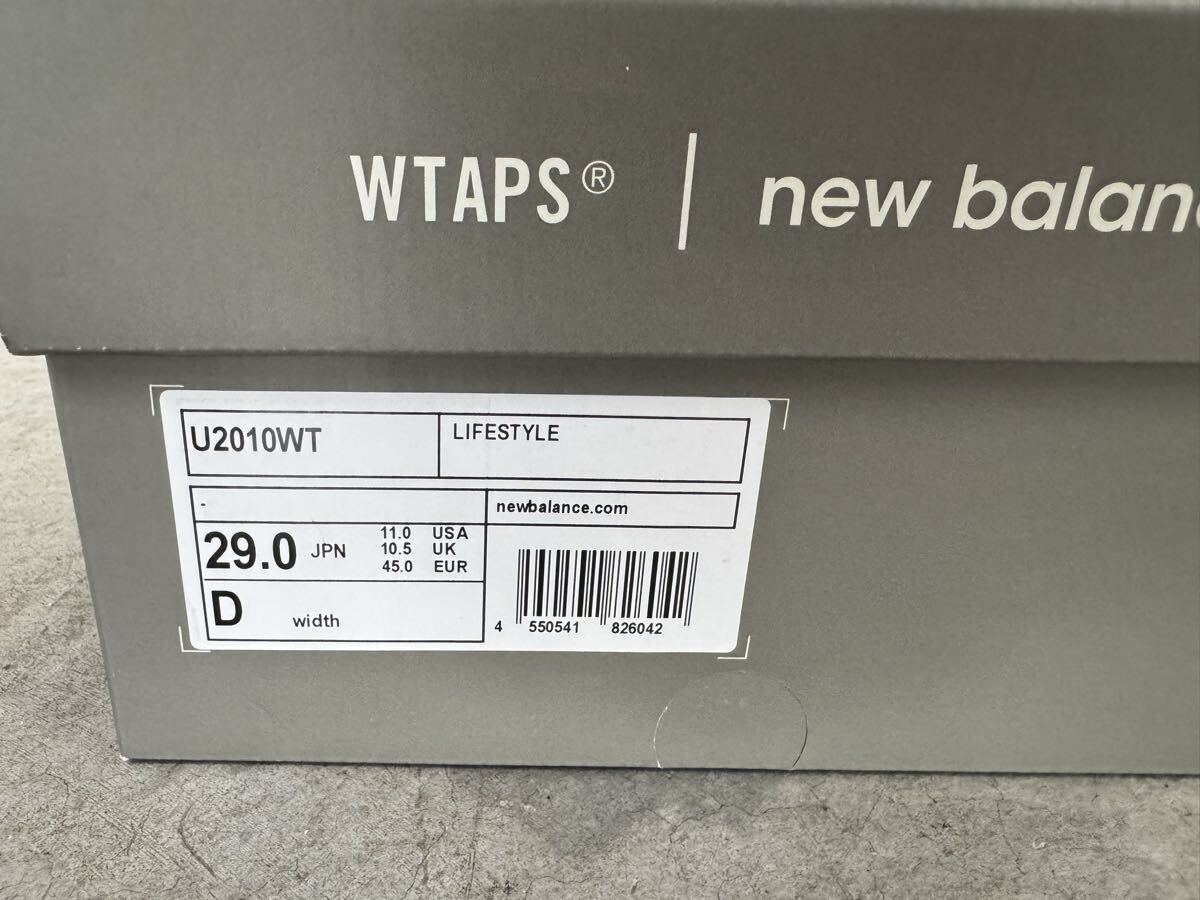 WTAPS® | new balanc
U2010WT
LIFESTYLE
-
newbalance.com
29.0 JPN
11.0 USA
10.5 UK
45.0 EUR
D width
4 550541 826042